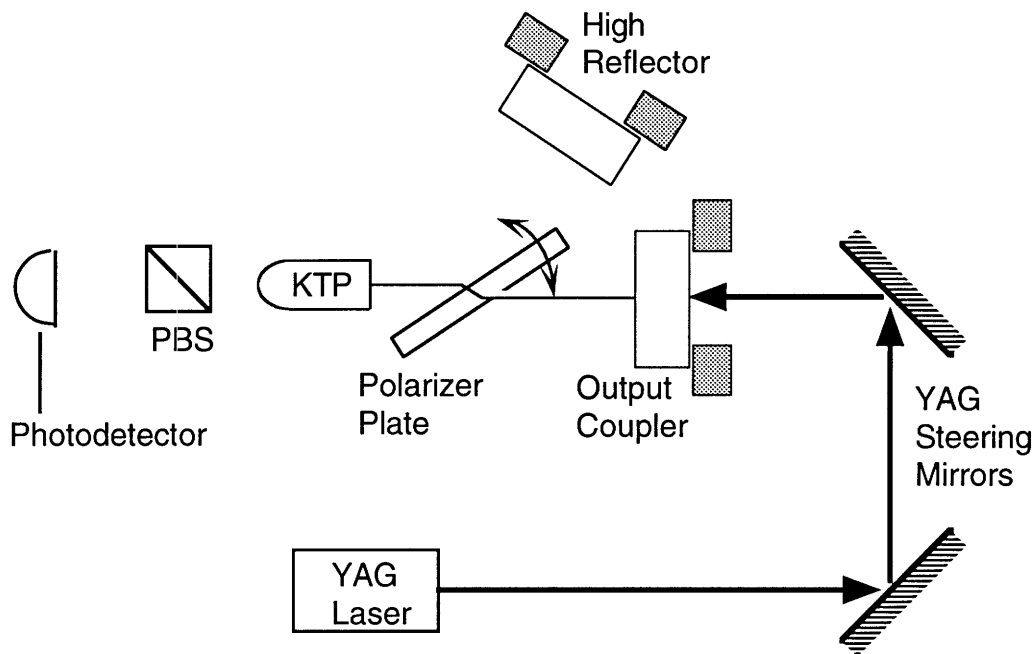 High
Reflector
KTP
PBS
Polarizer
Plate
Output
Coupler
Photodetector
YAG
Steering
Mirrors
YAG
Laser